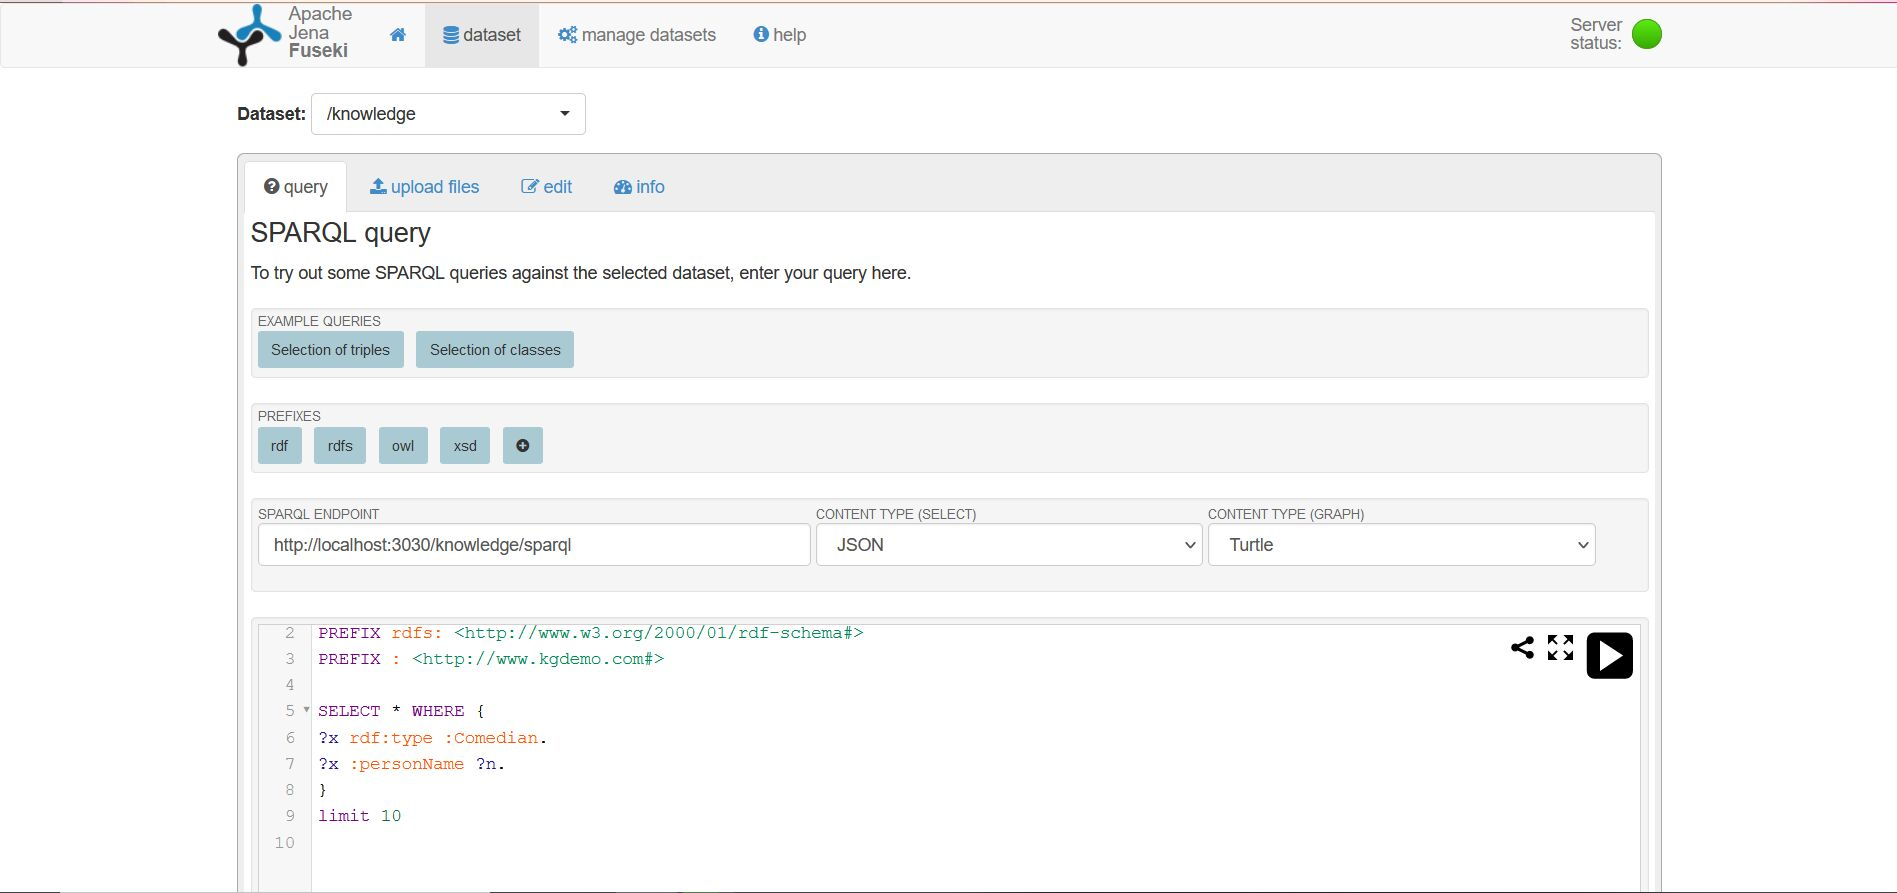 Apache
Jena
Fuseki
dataset
manage datasets
help
Server
status:
Dataset: /knowledge
query
upload files
edit
info
SPARQL query
To try out some SPARQL queries against the selected dataset, enter your query here.
EXAMPLE QUERIES
Selection of triples
Selection of classes
PREFIXES
rdf
rdfs
owl
xsd
SPARQL ENDPOINT
http://localhost:3030/knowledge/sparql
CONTENT TYPE (SELECT)
JSON
CONTENT TYPE (GRAPH)
Turtle
2 PREFIX rdfs: <http://www.w3.org/2000/01/rdf-schema#>
3 PREFIX : <http://www.kgdemo.com#>
4
5 SELECT * WHERE {
6 ?x rdf:type :Comedian.
7 ?x :personName ?n.
8 }
9 limit 10
10